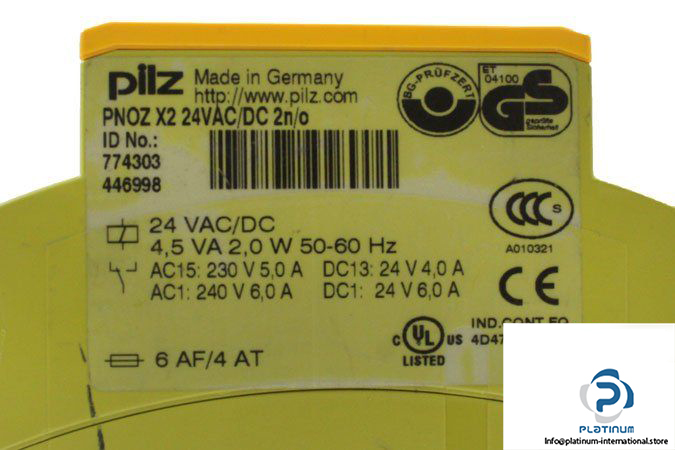 pilz Made in Germany
http://www.pilz.com
PNOZ X2 24VAC/DC 2n/o
ID No.:
774303
446998
BG-PRÜFZERT
ET
04100
GS
geprüfte
Sicherheit
CCC S
A010321
24 VAC/DC
4,5 VA 2,0 W 50-60 Hz
AC15: 230 V 5,0 A DC13: 24 V 4,0 A
AC1: 240 V 6,0 A DC1: 24 V 6,0 A
CE
C UL US
LISTED
IND.CONT.EQ
6 AF/4 AT
PLATINUM
Info@platinum-international.store